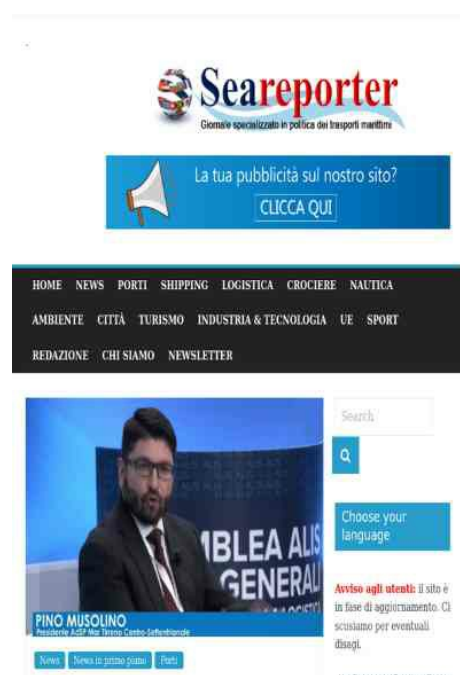 Seareporter
Giornale specializzato in politica dei trasporti marittimi
La tua pubblicità sul nostro sito?
CLICCA QUI
HOME NEWS PORTI SHIPPING LOGISTICA CROCIERE NAUTICA
AMBIENTE CITTÀ TURISMO INDUSTRIA & TECNOLOGIA UE SPORT
REDAZIONE CHI SIAMO NEWSLETTER
MBLEA ALIS
GENERAL
PINO MUSOLINO
Presidente AdSP Mar Tirreno Centro-Settentrionale
News News in primo piano Porti
Search
Choose your
language
Avviso agli utenti: il sito è
in fase di aggiornamento. Ci
scusiamo per eventuali
disagi.